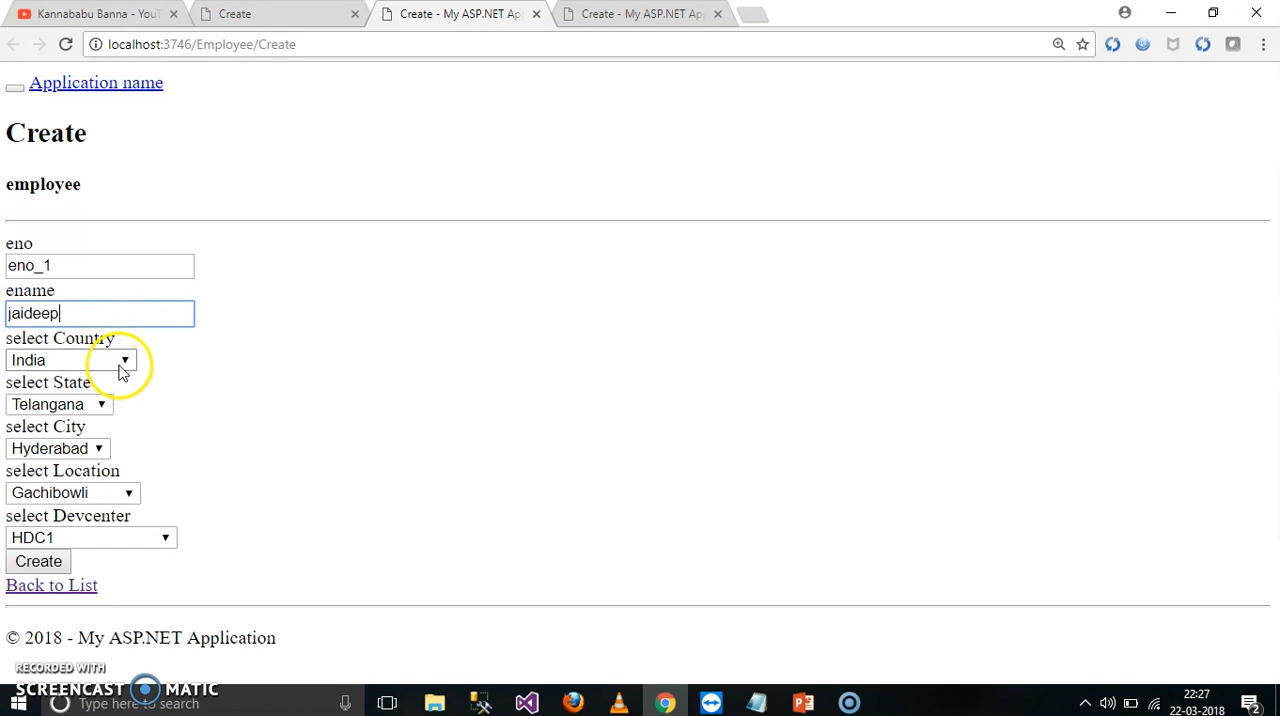 Kannababu Banna - YouT
Create
Create - My ASP.NET Ap
Create - My ASP.NET Ap
localhost:3746/Employee/Create
Application name
Create
employee
eno
eno_1
ename
jaideep
select Country
India
select State
Telangana
select City
Hyderabad
select Location
Gachibowli
select Devcenter
HDC1
Create
Back to List
© 2018 - My ASP.NET Application
RECORDED WITH
SCREENCAST MATIC
Type here to search
22:27
22-03-2018
2